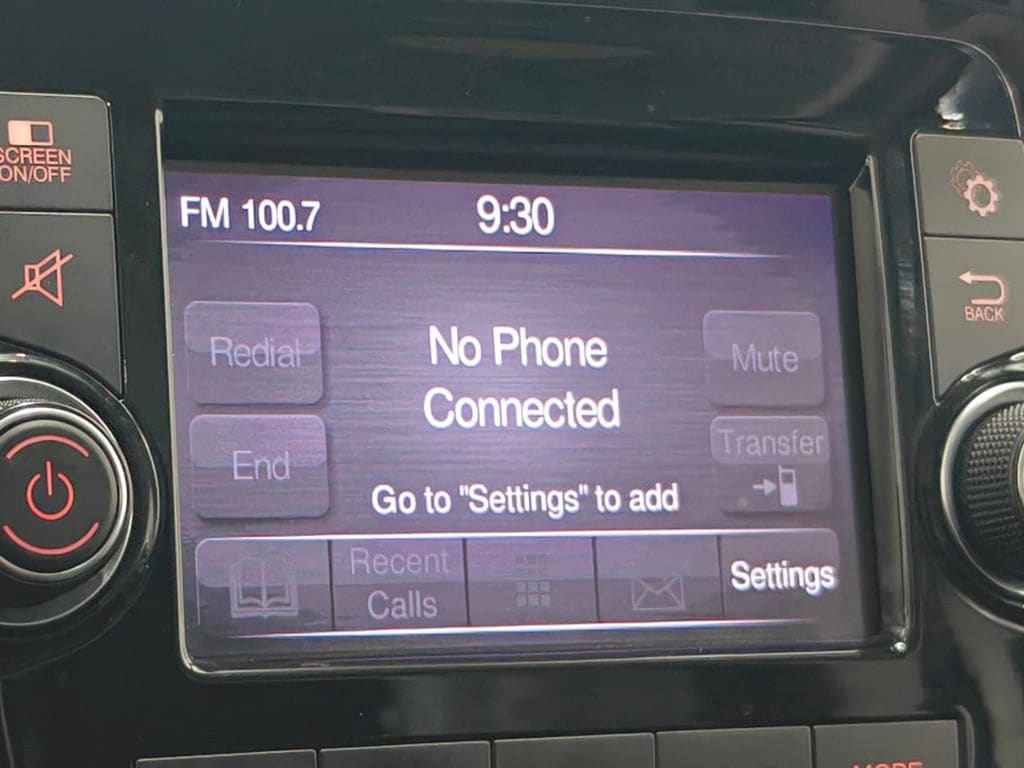 SCREEN
ON/OFF
FM 100.7
9:30
Redial
No Phone
Connected
Mute
End
Transfer
Go to "Settings" to add
Recent
Calls
Settings
BACK
MORE